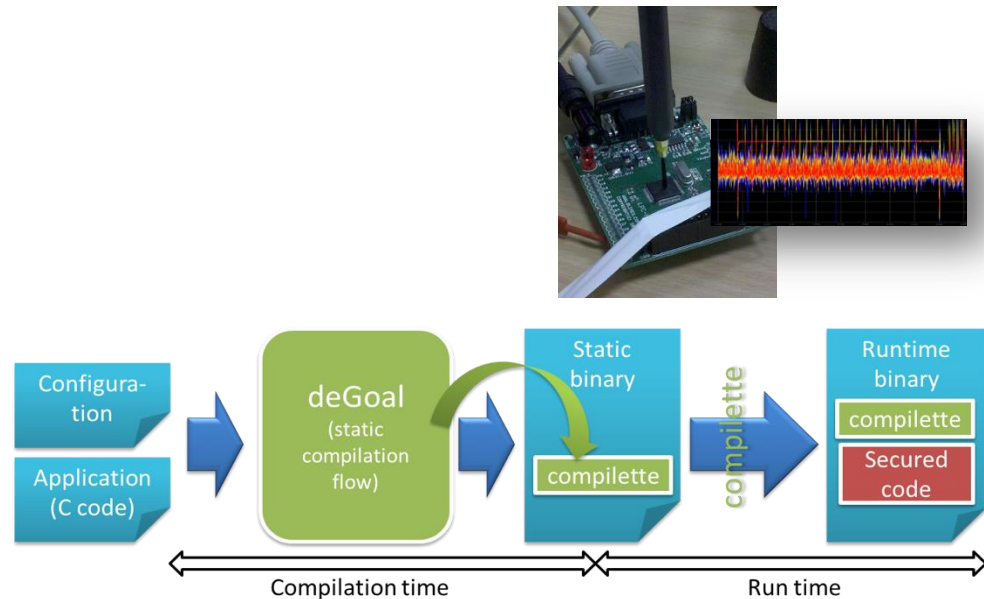 Configura-
tion
Application
(C code)
deGoal
(static
compilation
flow)
Static
binary
compilette
compilette
Runtime
binary
compilette
Secured
code
Compilation time
Run time